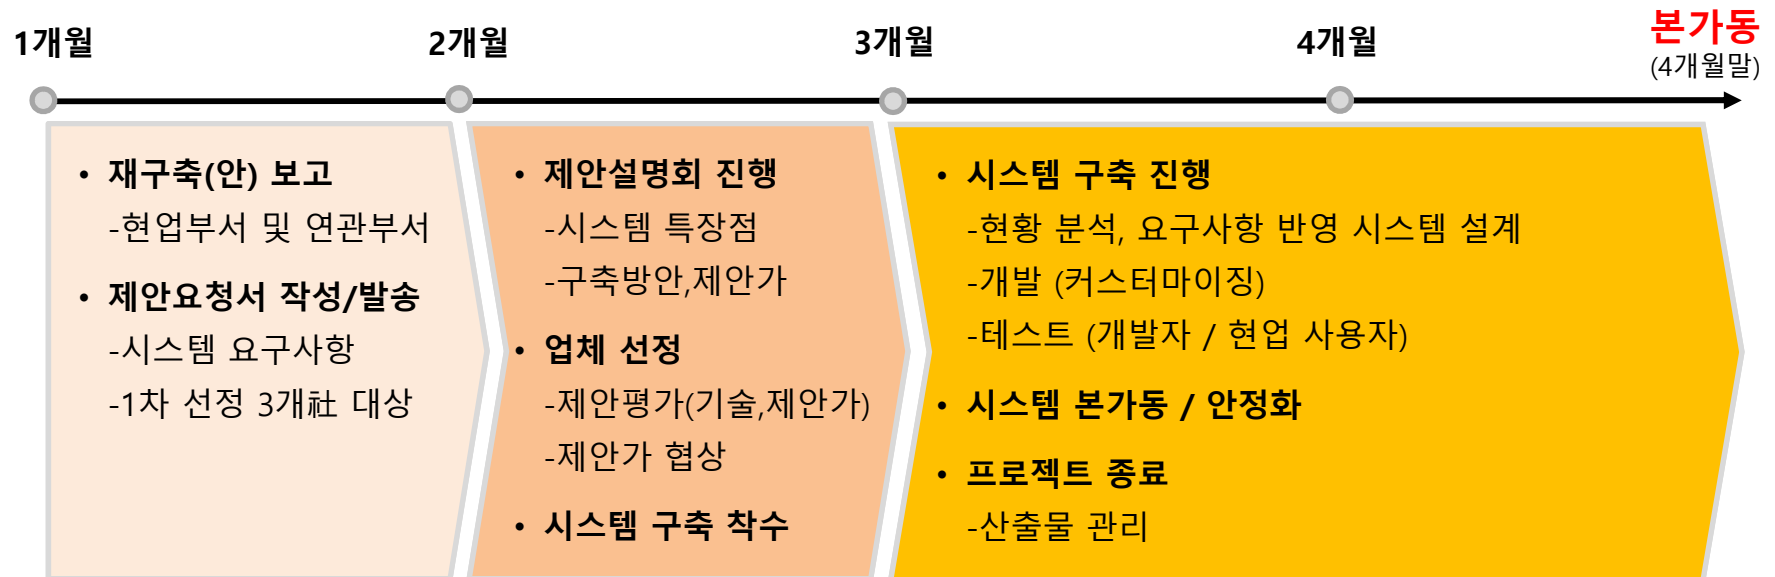 1개월
2개월
3개월
4개월
본가동
(4개월말)
• 재구축(안) 보고
-현업부서 및 연관부서
• 제안요청서 작성/발송
-시스템 요구사항
-1차 선정 3개社 대상
• 제안설명회 진행
-시스템 특장점
-구축방안,제안가
• 업체 선정
-제안평가(기술,제안가)
-제안가 협상
• 시스템 구축 착수
• 시스템 구축 진행
-현황 분석, 요구사항 반영 시스템 설계
-개발 (커스터마이징)
-테스트 (개발자 / 현업 사용자)
• 시스템 본가동 / 안정화
• 프로젝트 종료
-산출물 관리